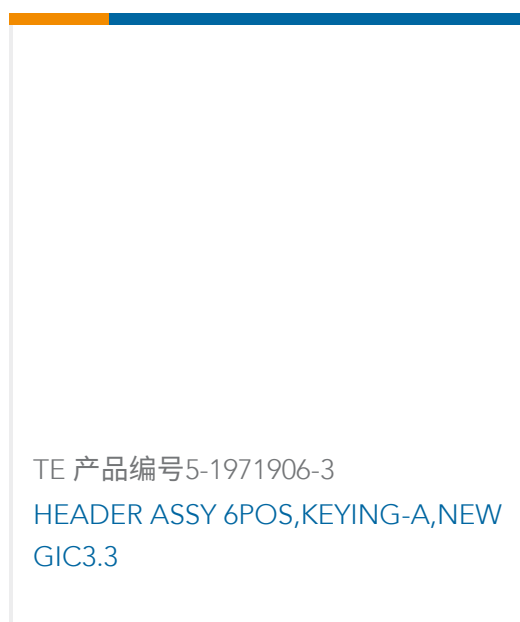 TE 产品编号5-1971906-3
HEADER ASSY 6POS,KEYING-A,NEW
GIC3.3